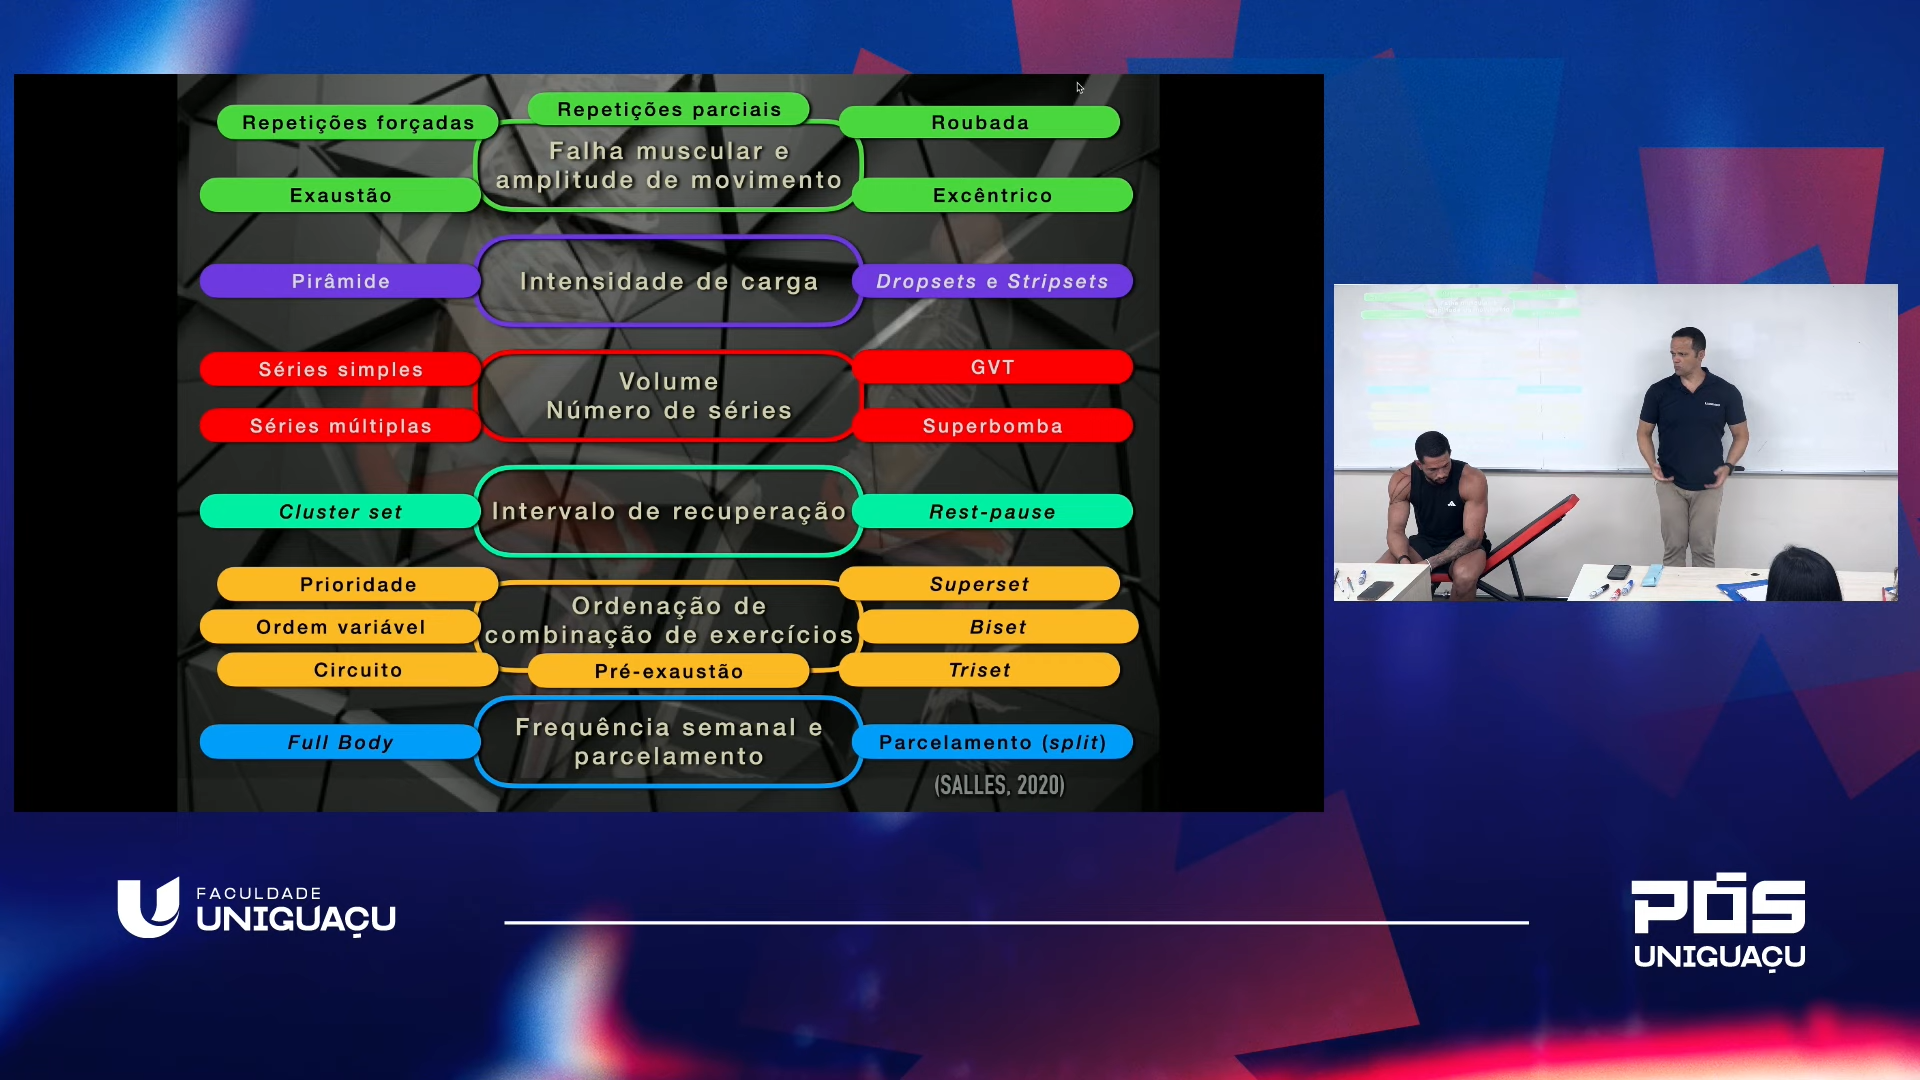 Repetições forçadas
Repetições parciais
Roubada
Falha muscular e
amplitude de movimento
Exaustão
Excêntrico
Pirâmide
Intensidade de carga
Dropsets e Stripsets
Séries simples
Volume
Número de séries
GVT
Séries múltiplas
Superbomba
Cluster set
Intervalo de recuperação
Rest-pause
Prioridade
Superset
Ordenação de
combinação de exercícios
Ordem variável
Biset
Circuito
Pré-exaustão
Triset
Full Body
Frequência semanal e
parcelamento
Parcelamento (split)
(SALLES, 2020)
FACULDADE
UNIGUAÇU
PÓS
UNIGUAÇU